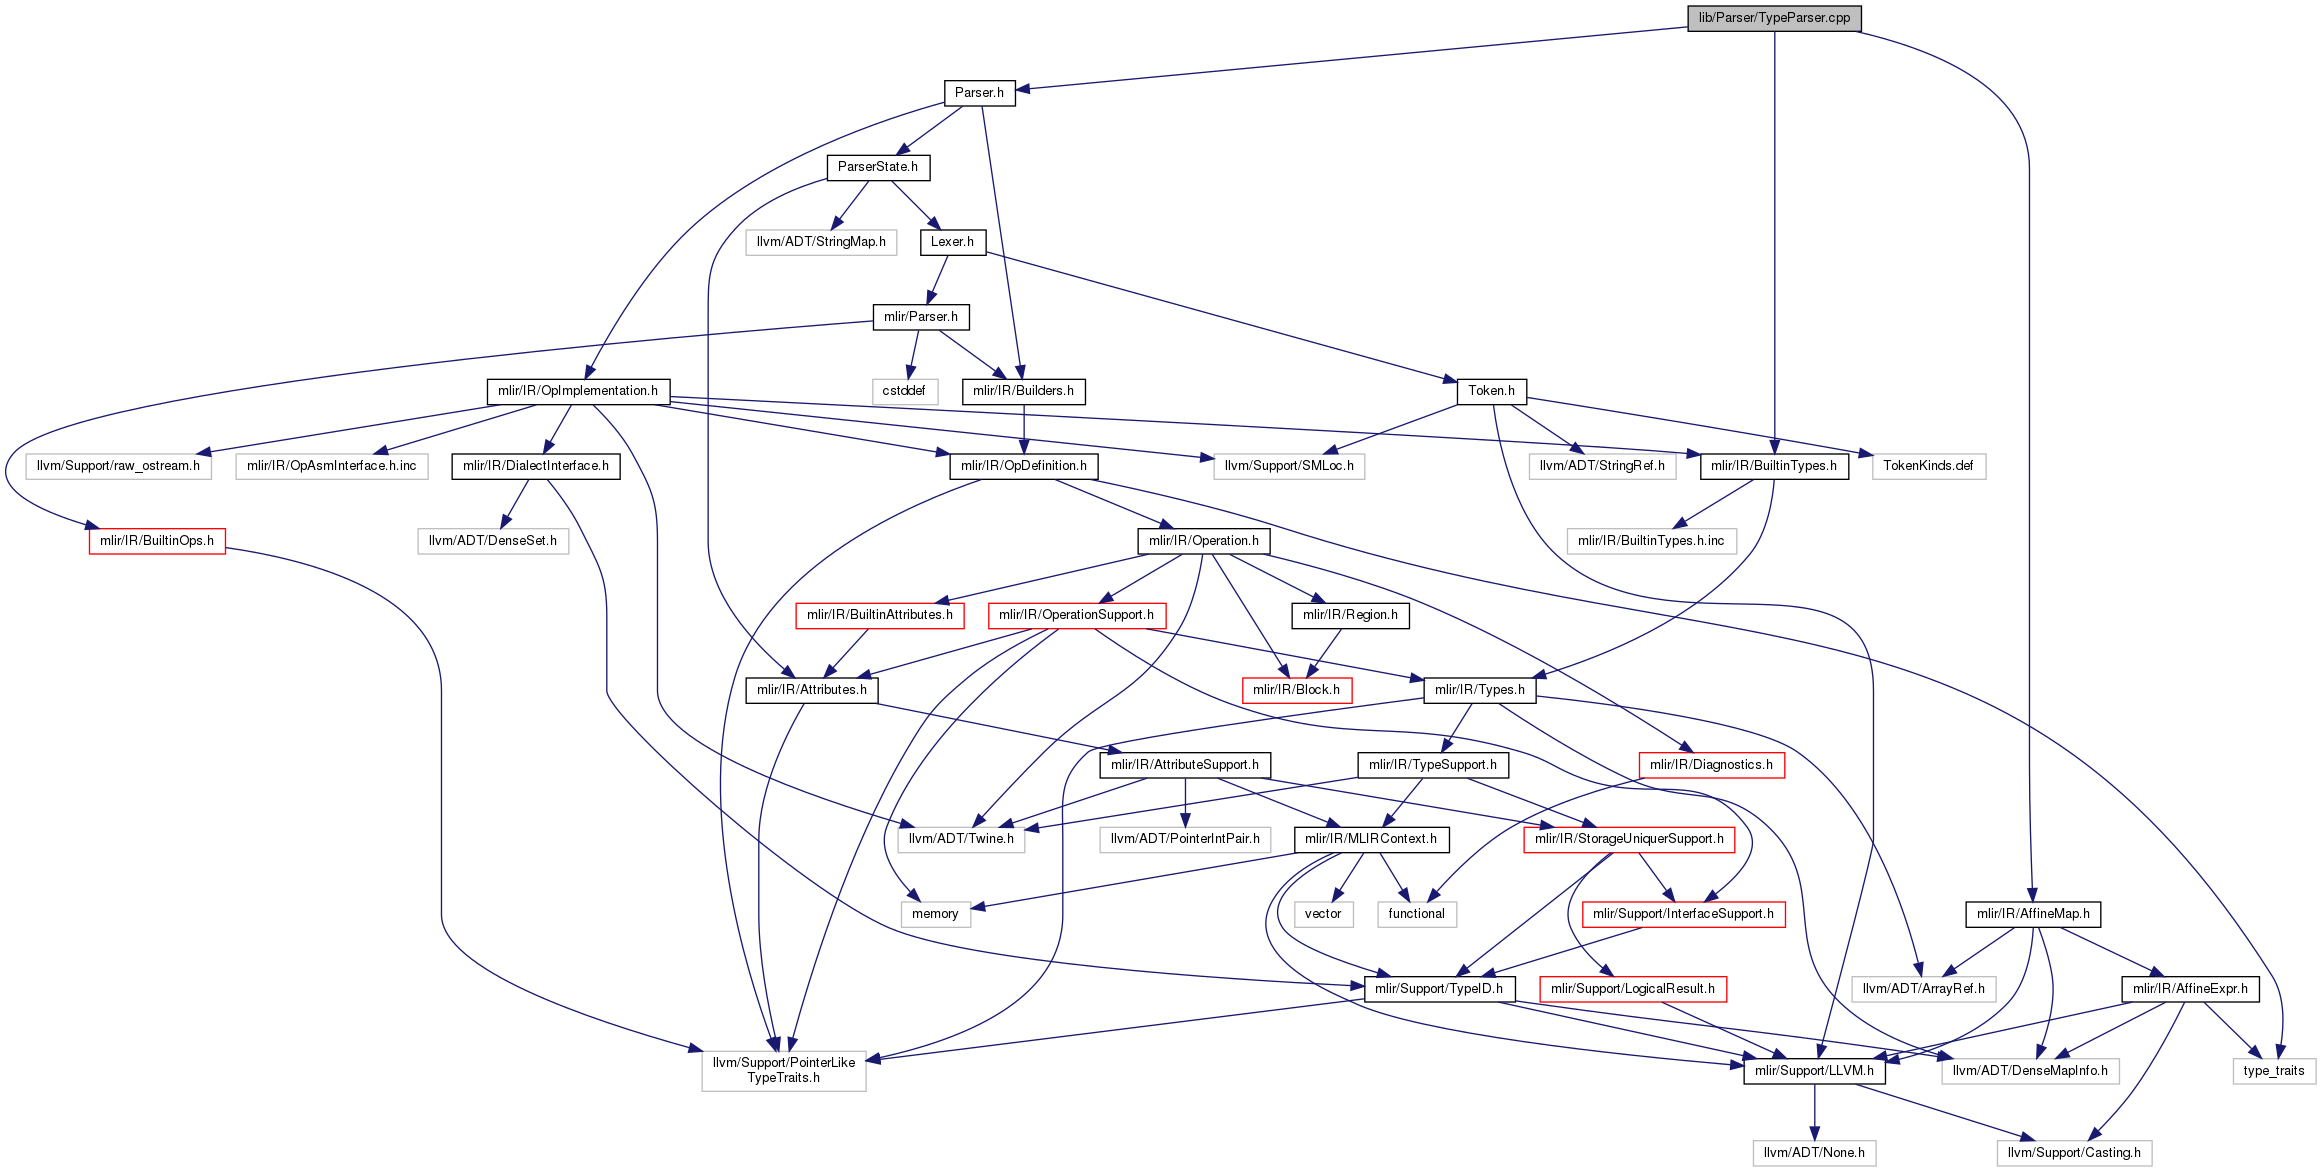 lib/Parser/TypeParser.cpp
Parser.h
ParserState.h
llvm/ADT/StringMap.h
Lexer.h
mlir/Parser.h
mlir/IR/OpImplementation.h
cstddef
mlir/IR/Builders.h
Token.h
llvm/Support/raw_ostream.h
mlir/IR/OpAsmInterface.h.inc
mlir/IR/DialectInterface.h
mlir/IR/OpDefinition.h
llvm/Support/SMLoc.h
llvm/ADT/StringRef.h
mlir/IR/BuiltinTypes.h
TokenKinds.def
mlir/IR/BuiltinOps.h
llvm/ADT/DenseSet.h
mlir/IR/Operation.h
mlir/IR/BuiltinTypes.h.inc
mlir/IR/BuiltinAttributes.h
mlir/IR/OperationSupport.h
mlir/IR/Region.h
mlir/IR/Attributes.h
mlir/IR/Block.h
mlir/IR/Types.h
mlir/IR/AttributeSupport.h
mlir/IR/TypeSupport.h
mlir/IR/Diagnostics.h
llvm/ADT/Twine.h
llvm/ADT/PointerIntPair.h
mlir/IR/MLIRContext.h
mlir/IR/StorageUniquerSupport.h
memory
vector
functional
mlir/Support/InterfaceSupport.h
mlir/IR/AffineMap.h
mlir/Support/TypeID.h
mlir/Support/LogicalResult.h
llvm/ADT/ArrayRef.h
mlir/IR/AffineExpr.h
llvm/Support/PointerLike
TypeTraits.h
mlir/Support/LLVM.h
llvm/ADT/DenseMapInfo.h
type_traits
llvm/ADT/None.h
llvm/Support/Casting.h